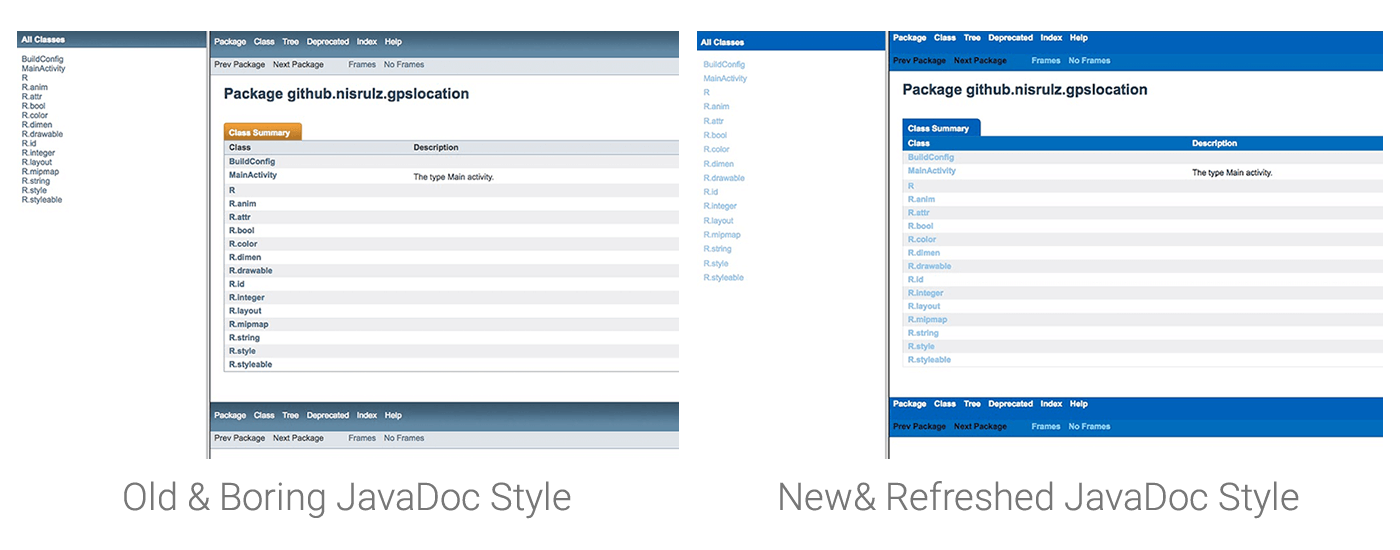 All Classes
BuildConfig
MainActivity
R
R.anim
R.attr
R.bool
R.color
R.dimen
R.drawable
R.id
R.integer
R.layout
R.mipmap
R.string
R.style
R.styleable
Package Class Tree Deprecated Index Help
Prev Package Next Package Frames No Frames
Package github.nisrulz.gpslocation
Class Summary
Class Description
BuildConfig
MainActivity The type Main activity.
R
R.anim
R.attr
R.bool
R.color
R.dimen
R.drawable
R.id
R.integer
R.layout
R.mipmap
R.string
R.style
R.styleable
Package Class Tree Deprecated Index Help
Prev Package Next Package Frames No Frames
Old & Boring JavaDoc Style
All Classes
BuildConfig
MainActivity
R
R.anim
R.attr
R.bool
R.color
R.dimen
R.drawable
R.id
R.integer
R.layout
R.mipmap
R.string
R.style
R.styleable
Package Class Tree Deprecated Index Help
Prev Package Next Package Frames No Frames
Package github.nisrulz.gpslocation
Class Summary
Class Description
BuildConfig
MainActivity The type Main activity.
R
R.anim
R.attr
R.bool
R.color
R.dimen
R.drawable
R.id
R.integer
R.layout
R.mipmap
R.string
R.style
R.styleable
Package Class Tree Deprecated Index Help
Prev Package Next Package Frames No Frames
New& Refreshed JavaDoc Style